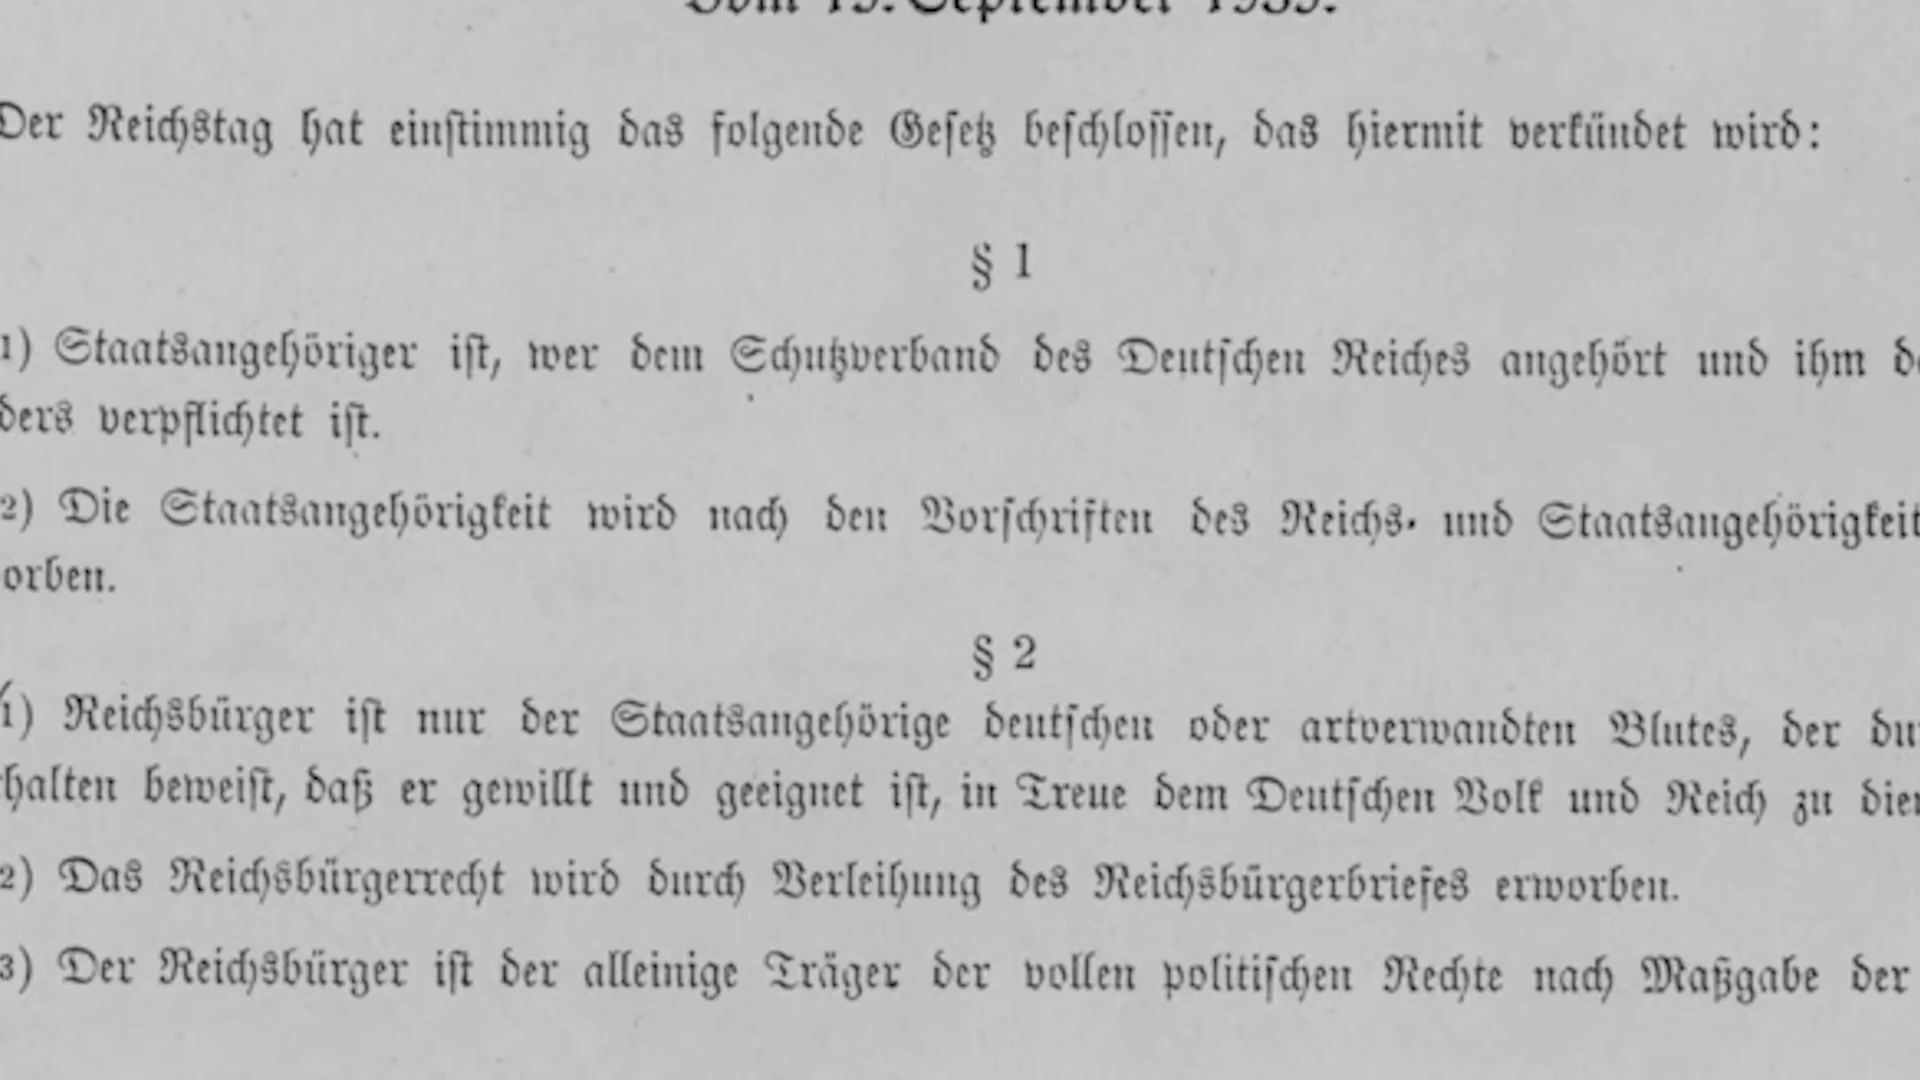 Vom 15. September 1935.
Der Reichstag hat einstimmig das folgende Gesetz beschlossen, das hiermit verkündet wird:
§ 1
1) Staatsangehöriger ist, wer dem Schutzverband des Deutschen Reiches angehört und ihm
ders verpflichtet ist.
2) Die Staatsangehörigkeit wird nach den Vorschriften des Reichs- und Staatsangehörigkeit
orben.
§ 2
1) Reichsbürger ist nur der Staatsangehörige deutschen oder artverwandten Blutes, der du
halten beweist, daß er gewillt und geeignet ist, in Treue dem Deutschen Volk und Reich zu dien
2) Das Reichsbürgerrecht wird durch Verleihung des Reichsbürgerbriefes erworben.
3) Der Reichsbürger ist der alleinige Träger der vollen politischen Rechte nach Maßgabe der